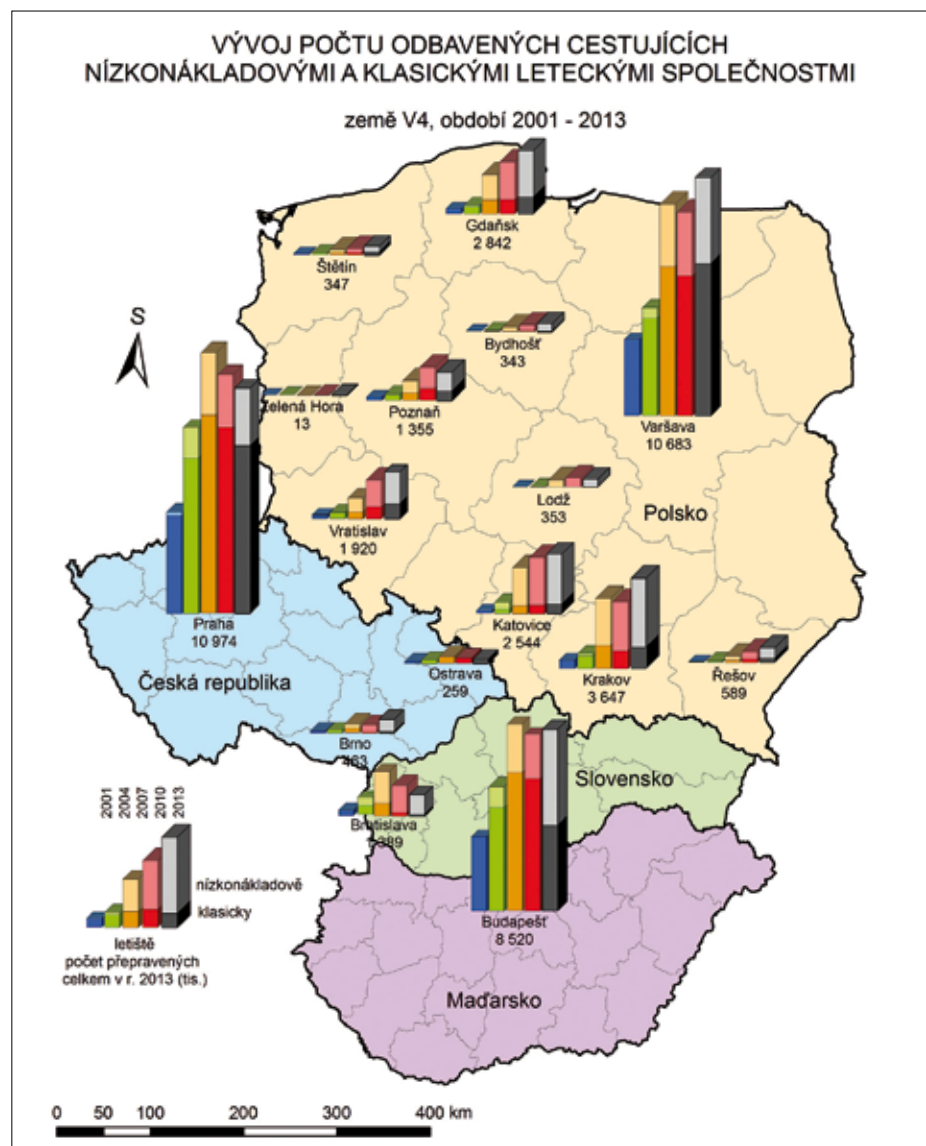 VÝVOJ POČTU ODBAVENÝCH CESTUJÍCÍCH
NÍZKONÁKLADOVÝMI A KLASICKÝMI LETECKÝMI SPOLEČNOSTMI
země V4, období 2001 - 2013
Gdańsk
2 842
Štětín
347
S
Bydhošť
343
Zelená Hora
13
Poznaň
1 355
Varšava
10 683
Lodž
353
Polsko
Vratislav
1 920
Praha
10 974
Katovice
2 544
Krakov
3 647
Řešov
589
Ostrava
259
Česká republika
Brno
463
Slovensko
Bratislava
1 389
Budapešť
8 520
Maďarsko
2001
2004
2007
2010
2013
nízkonákladově
klasicky
letiště
počet přepravených
celkem v r. 2013 (tis.)
0 50 100 200 300 400 km